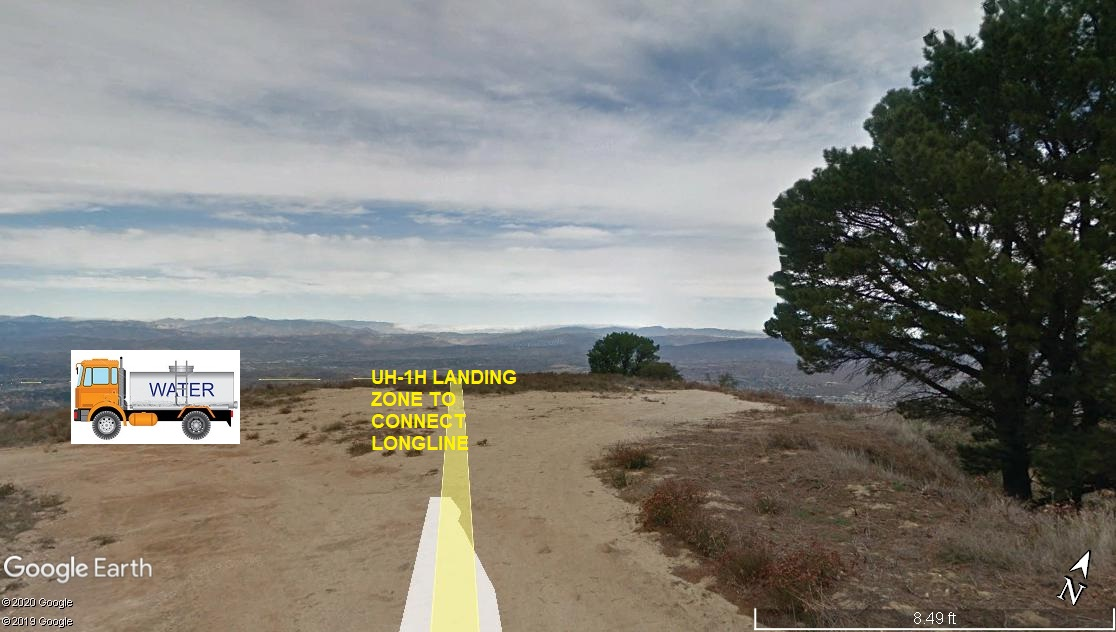 WATER
UH-1H LANDING
ZONE TO
CONNECT
LONGLINE
Google Earth
©2020 Google
©2019 Google
N
8.49 ft